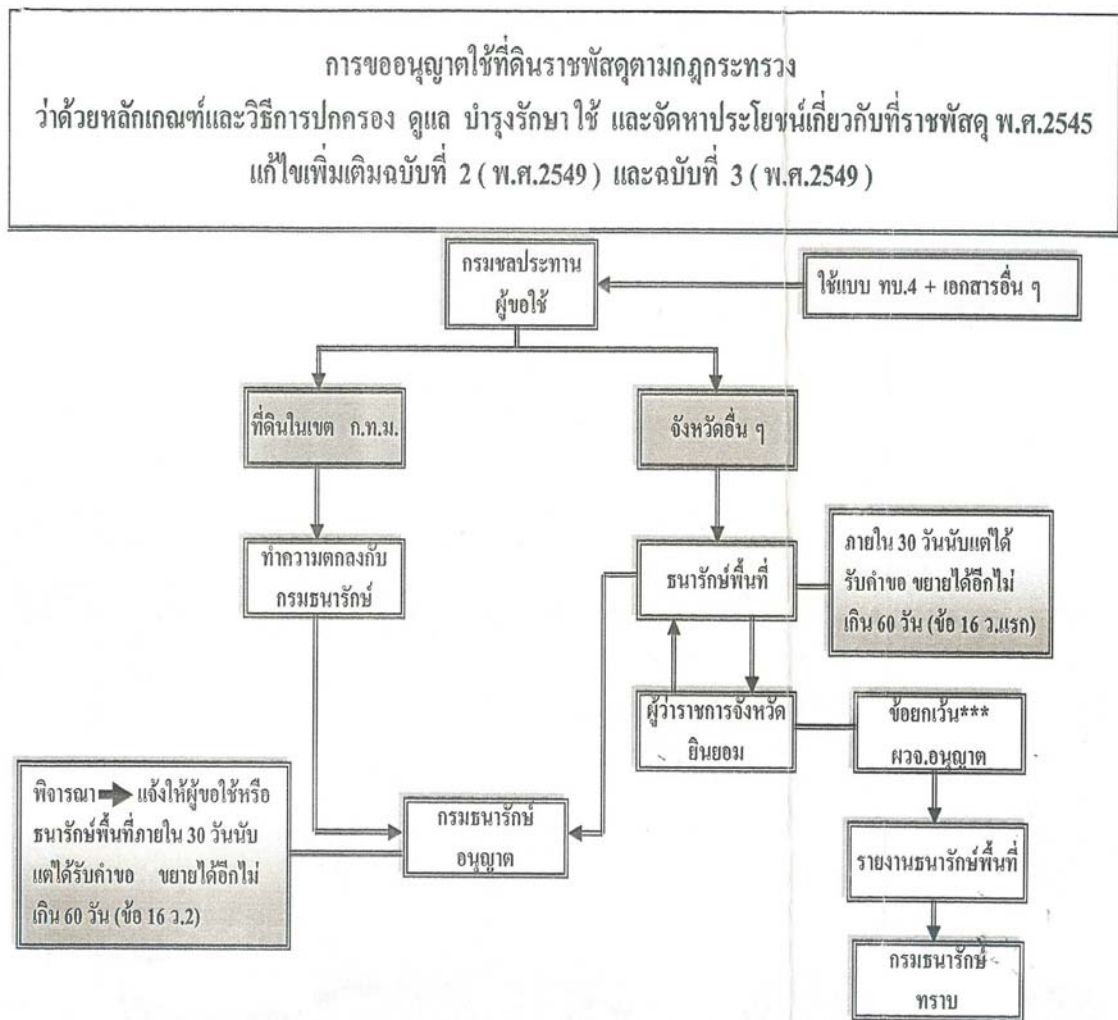 การขออนุญาตใช้ที่ดินราชพัสดุตามกฎกระทรวง
ว่าด้วยหลักเกณฑ์และวิธีการปกครอง ดูแล บำรุงรักษา ใช้ และจัดหาประโยชน์เกี่ยวกับที่ราชพัสดุ พ.ศ.2545
แก้ไขเพิ่มเติมฉบับที่ 2 ( พ.ศ.2549 ) และฉบับที่ 3 ( พ.ศ.2549 )
กรมชลประทาน
ผู้ขอใช้
ใช้แบบ ทบ.4 + เอกสารอื่น ๆ
ที่ดินในเขต ก.ท.ม.
จังหวัดอื่น ๆ
ทำความตกลงกับ
กรมธนารักษ์
ธนารักษ์พื้นที่
ภายใน 30 วันนับแต่ได้
รับคำขอ ขยายได้อีกไม่
เกิน 60 วัน (ข้อ 16 ว.แรก)
ผู้ว่าราชการจังหวัด
ยินยอม
ข้อยกเว้น***
ผวจ.อนุญาต
พิจารณา ➡ แจ้งให้ผู้ขอใช้หรือ
ธนารักษ์พื้นที่ภายใน 30 วันนับ
แต่ได้รับคำขอ ขยายได้อีกไม่
เกิน 60 วัน (ข้อ 16 ว.2)
กรมธนารักษ์
อนุญาต
รายงานธนารักษ์พื้นที่
กรมธนารักษ์
ทราบ